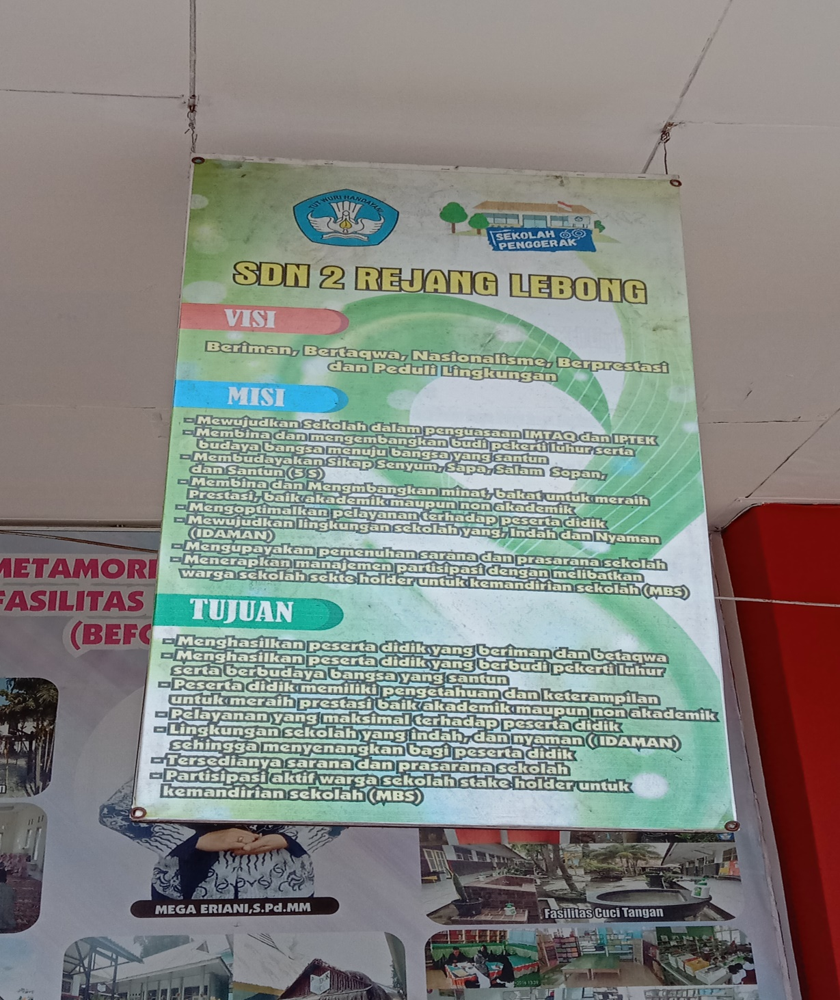 TUT WURI HANDAYANI
SEKOLAH
PENGGERAK
SDN 2 REJANG LEBONG
VISI
Beriman, Bertaqwa, Nasionalisme, Berprestasi
dan Peduli Lingkungan
MISI
- Mewujudkan Sekolah dalam penguasaan IMTAQ dan IPTEK
- Membina dan mengembangkan budi pekerti luhur serta
budaya bangsa menuju bangsa yang santun
- Membudayakan Sikap Senyum, Sapa, Salam Sopan,
dan Santun (5 S)
- Membina dan Mengmbangkan minat, bakat untuk meraih
Prestasi, baik akademik maupun non akademik
- Mengoptimalkan pelayanan terhadap peserta didik
- Mewujudkan lingkungan sekolah yang, Indah dan Nyaman
(IDAMAN)
- Mengupayakan pemenuhan sarana dan prasarana sekolah
- Menerapkan manajemen partisipasi dengan melibatkan
warga sekolah sekte holder untuk kemandirian sekolah (MBS)
TUJUAN
- Menghasilkan peserta didik yang beriman dan betaqwa
- Menghasilkan peserta didik yang berbudi pekerti luhur
serta berbudaya bangsa yang santun
- Peserta didik memiliki pengetahuan dan keterampilan
untuk meraih prestasi baik akademik maupun non akademik
- Pelayanan yang maksimal terhadap peserta didik
- Lingkungan sekolah yang indah, dan nyaman ((IDAMAN)
sehingga menyenangkan bagi peserta didik
- Tersedianya sarana dan prasarana sekolah
- Partisipasi aktif warga sekolah stake holder untuk
kemandirian sekolah (MBS)
METAMOR
FASILITAS
(BEFO
MEGA ERIANI,S.Pd.MM
Fasilitas Cuci Tangan